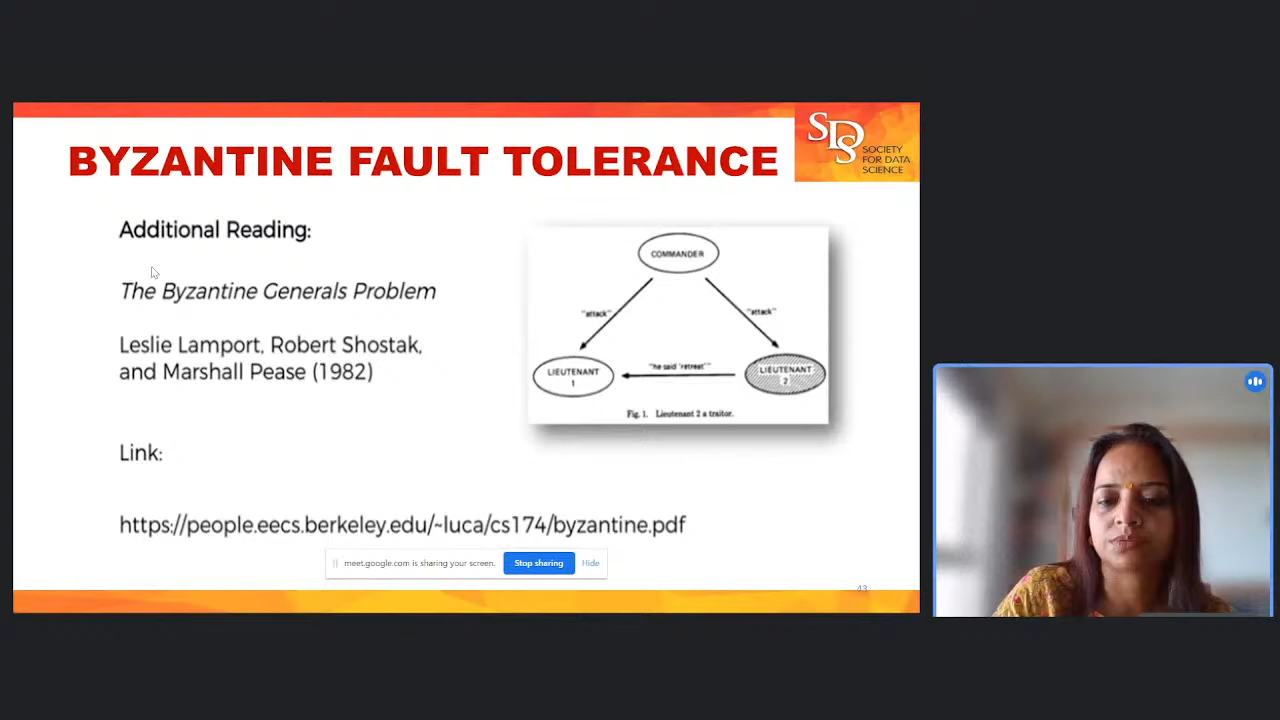 BYZANTINE FAULT TOLERANCE
SDS
SOCIETY
FOR DATA
SCIENCE
Additional Reading:
The Byzantine Generals Problem
Leslie Lamport, Robert Shostak,
and Marshall Pease (1982)
Link:
https://people.eecs.berkeley.edu/~luca/cs174/byzantine.pdf
COMMANDER
"attack"
"attack"
LIEUTENANT
1
"he said 'retreat'"
LIEUTENANT
2
Fig. 1. Lieutenant 2 a traitor.
meet.google.com is sharing your screen.
Stop sharing
Hide
43